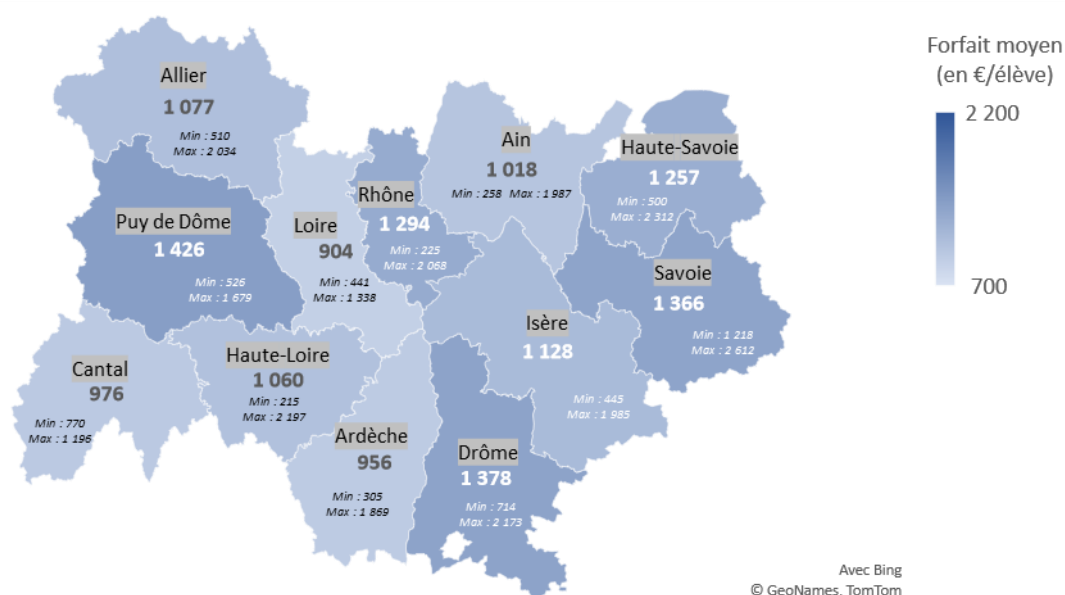 Forfait moyen
(en €/élève)
2 200
700
Allier
1 077
Min : 510
Max : 2 034
Ain
1 018
Min : 258 Max : 1 987
Haute-Savoie
1 257
Min : 500
Max : 2 312
Rhône
1 294
Min : 225
Max : 2 068
Puy de Dôme
1 426
Min : 526
Max : 1 679
Loire
904
Min : 441
Max : 1 338
Savoie
1 366
Min : 1 218
Max : 2 612
Isère
1 128
Min : 445
Max : 1 985
Cantal
976
Min : 770
Max : 1 196
Haute-Loire
1 060
Min : 215
Max : 2 197
Ardèche
956
Min : 305
Max : 1 869
Drôme
1 378
Min : 714
Max : 2 173
Avec Bing
© GeoNames, TomTom